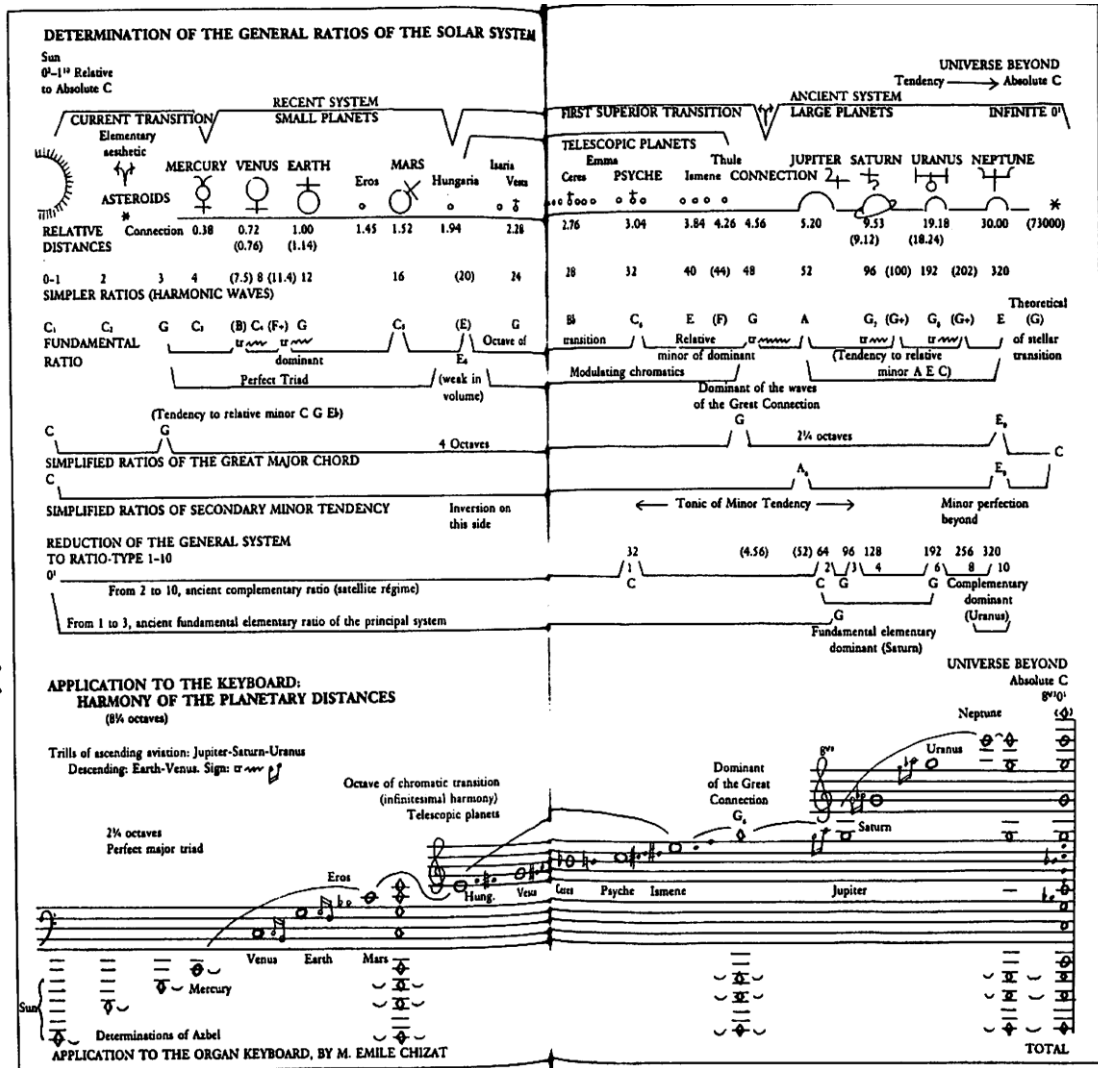 DETERMINATION OF THE GENERAL RATIOS OF THE SOLAR SYSTEM
Sun
0¹–1¹⁰ Relative
to Absolute C
UNIVERSE BEYOND
Tendency → Absolute C
RECENT SYSTEM
SMALL PLANETS
CURRENT TRANSITION
FIRST SUPERIOR TRANSITION
ANCIENT SYSTEM
LARGE PLANETS
INFINITE 0¹
Elementary
aesthetic
TELESCOPIC PLANETS
MERCURY VENUS EARTH Eros MARS Hungaria Isaria Vesta
Emma Thule
Ceres PSYCHE Ismene CONNECTION JUPITER SATURN URANUS NEPTUNE
ASTEROIDS
*
*
RELATIVE
DISTANCES
Connection 0.38 0.72 1.00 1.45 1.52 1.94 2.28 2.76 3.04 3.84 4.26 4.56 5.20 9.53 19.18 30.00 (73000)
(0.76) (1.14) (9.12) (18.24)
0-1 2 3 4 (7.5) 8 (11.4) 12 16 (20) 24 28 32 40 (44) 48 52 96 (100) 192 (202) 320
SIMPLER RATIOS (HARMONIC WAVES)
C₁ C₂ G C₃ (B) C₄ (F+) G C₅ (E) G B♭ C₆ E (F) G A G₇ (G+) G₈ (G+) E (G)
FUNDAMENTAL
RATIO
tr tr
dominant
Perfect Triad
E₄
(weak in
volume)
Octave of transition
Relative
minor of dominant
Modulating chromatics
tr tr tr
(Tendency to relative
minor A E C)
Theoretical
of stellar
transition
Dominant of the waves
of the Great Connection
(Tendency to relative minor C G E♭)
C G 4 Octaves G 2¼ octaves E₉ C
SIMPLIFIED RATIOS OF THE GREAT MAJOR CHORD
C A₆ E₉
SIMPLIFIED RATIOS OF SECONDARY MINOR TENDENCY
Inversion on
this side
← Tonic of Minor Tendency →
Minor perfection
beyond
REDUCTION OF THE GENERAL SYSTEM
TO RATIO-TYPE 1–10
32 (4.56) (52) 64 96 128 192 256 320
0¹ 1 2 3 4 6 8 10
From 2 to 10, ancient complementary ratio (satellite régime)
C C G G
Complementary
dominant
(Uranus)
From 1 to 3, ancient fundamental elementary ratio of the principal system
G
Fundamental elementary
dominant (Saturn)
APPLICATION TO THE KEYBOARD:
HARMONY OF THE PLANETARY DISTANCES
(8¼ octaves)
UNIVERSE BEYOND
Absolute C
8ᵛᵉ0¹
Trills of ascending aviation: Jupiter-Saturn-Uranus
Descending: Earth-Venus. Sign: tr
Octave of chromatic transition
(infinitesimal harmony)
Telescopic planets
Dominant
of the Great
Connection
G₆
8ᵛᵉ
Neptune
Uranus
Saturn
2¼ octaves
Perfect major triad
Eros
Hung. Vesta Ceres Psyche Ismene Jupiter
Venus Earth Mars
Mercury
Sun
Determinations of Azbel
APPLICATION TO THE ORGAN KEYBOARD, BY M. EMILE CHIZAT
TOTAL